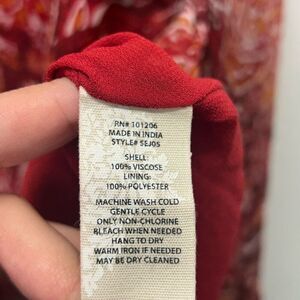 RN# 101206
MADE IN INDIA
STYLE# 5EJ05
SHELL:
100% VISCOSE
LINING:
100% POLYESTER
MACHINE WASH COLD
GENTLE CYCLE
ONLY NON-CHLORINE
BLEACH WHEN NEEDED
HANG TO DRY
WARM IRON IF NEEDED
MAY BE DRY CLEANED